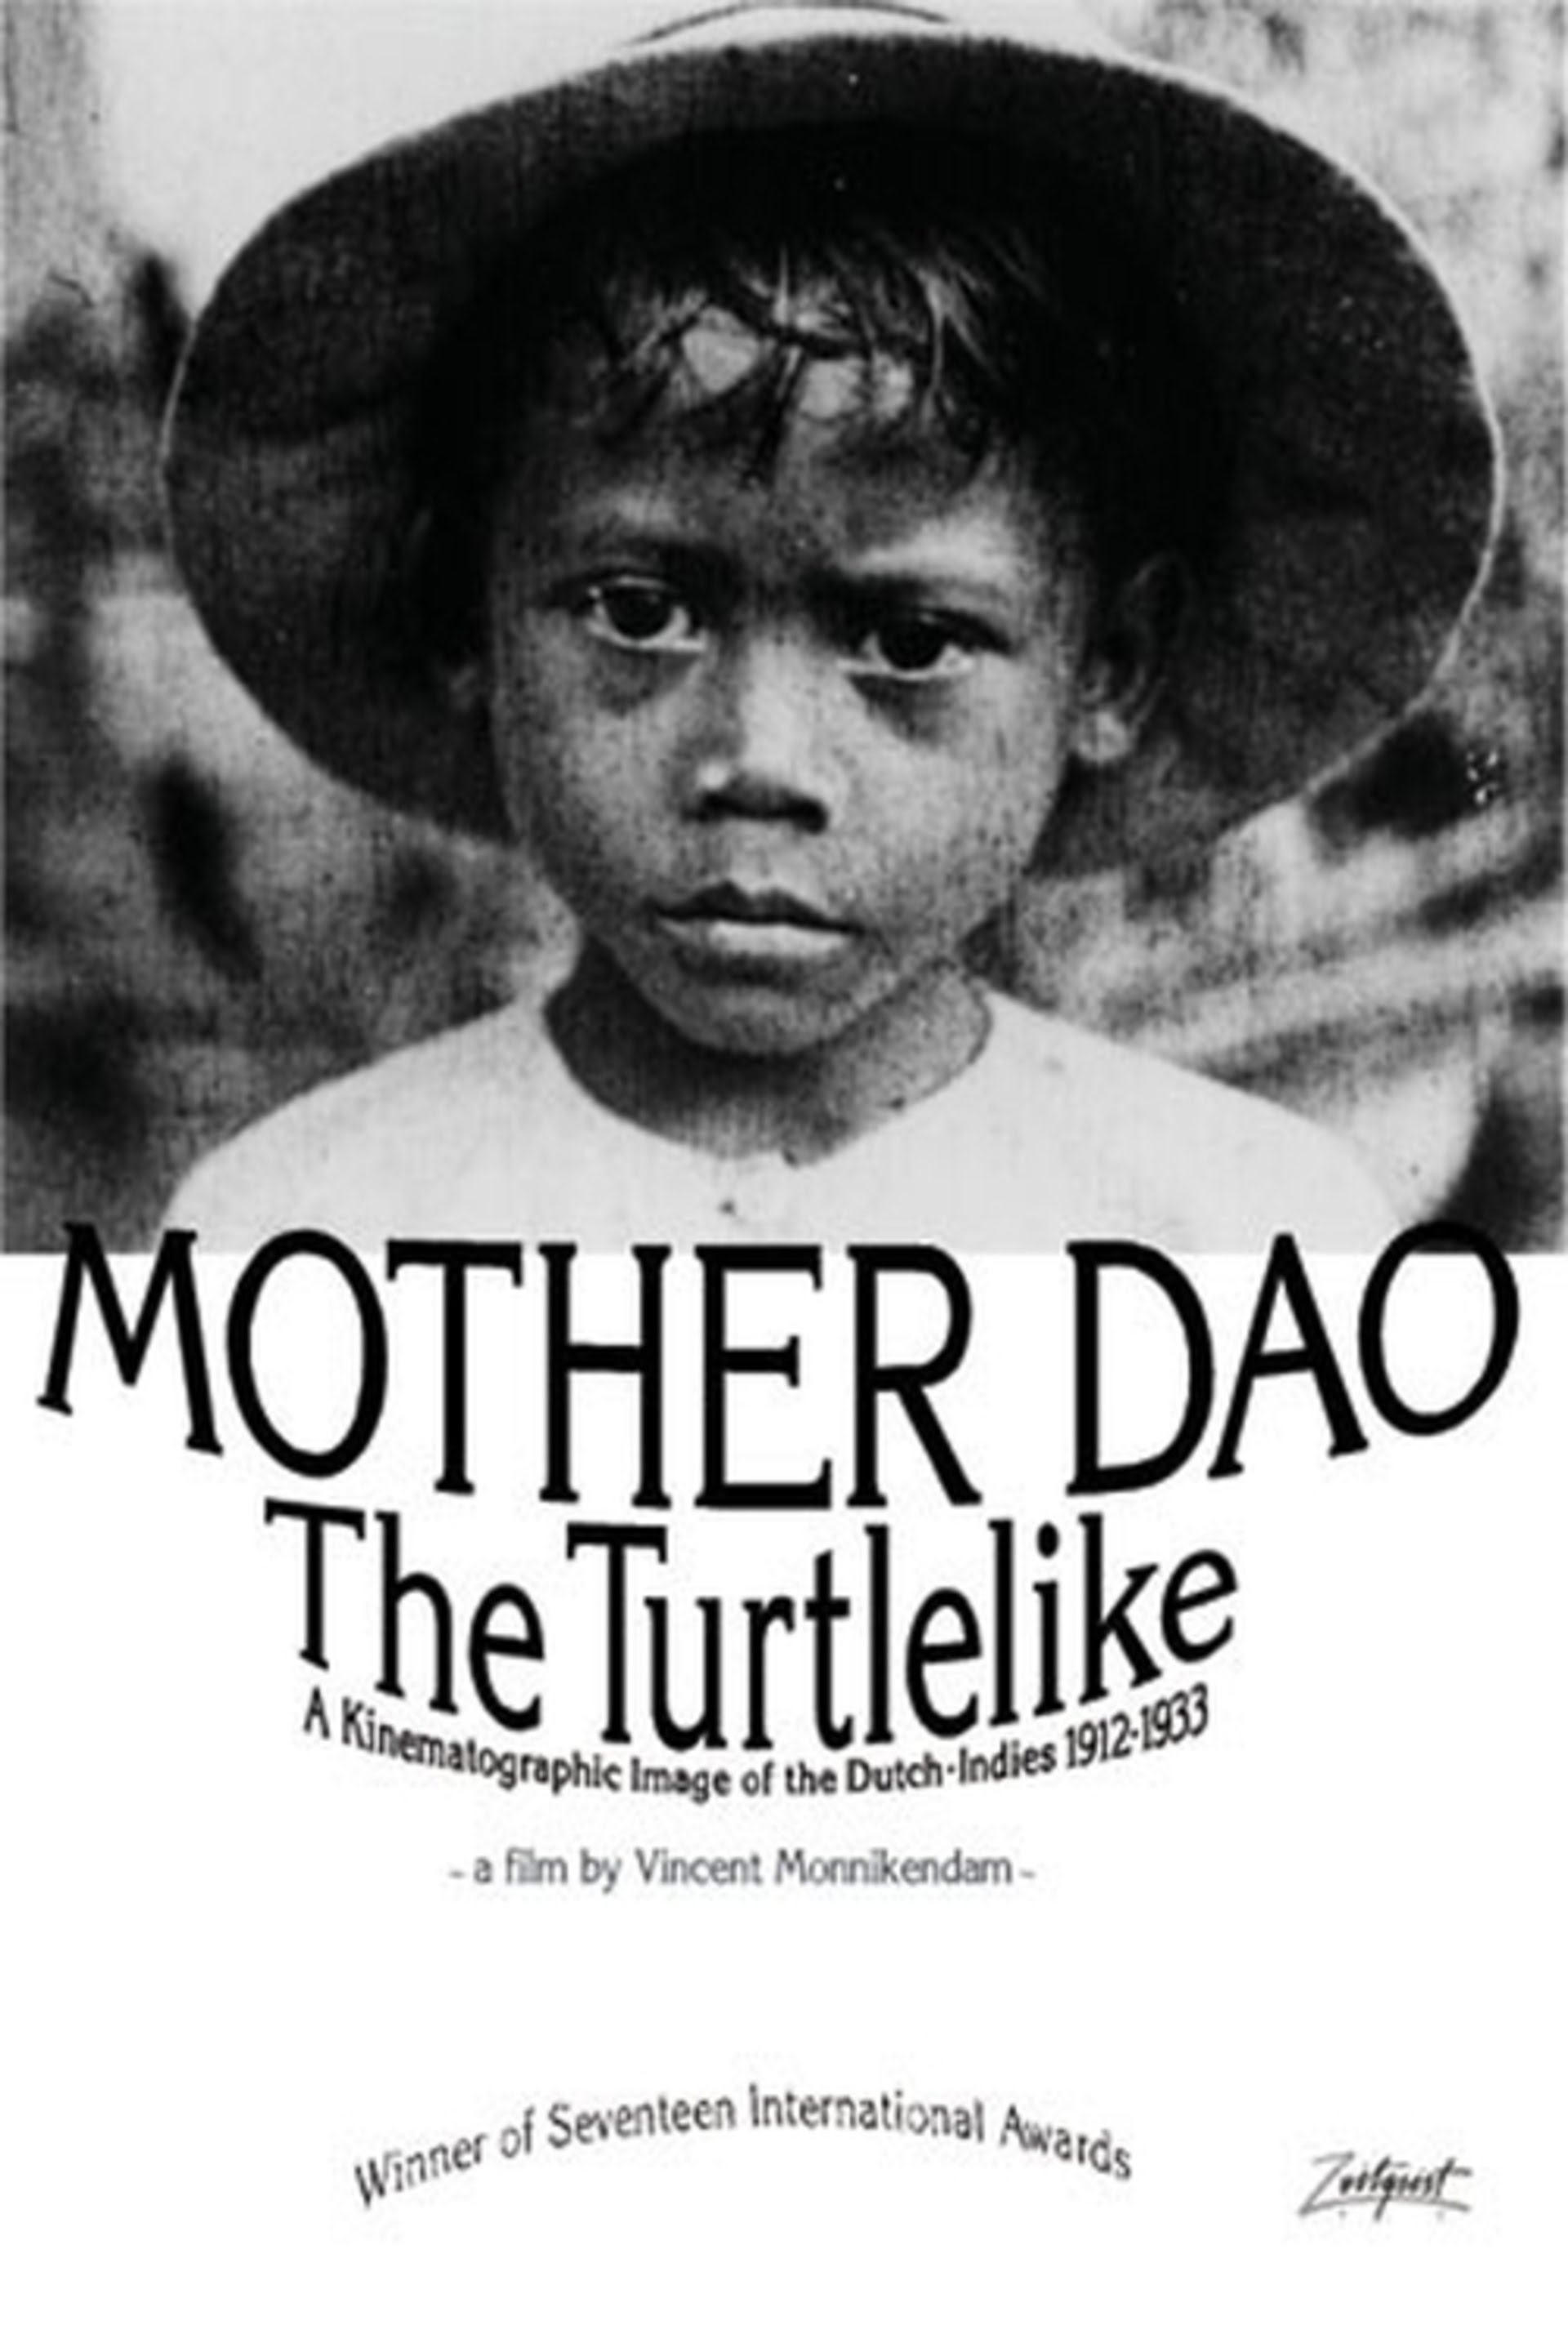 MOTHER DAO
The Turtlelike
A Kinematographic Image of the Dutch-Indies 1912-1933
- a film by Vincent Monnikendam -
Winner of Seventeen International Awards
Zeitgeist